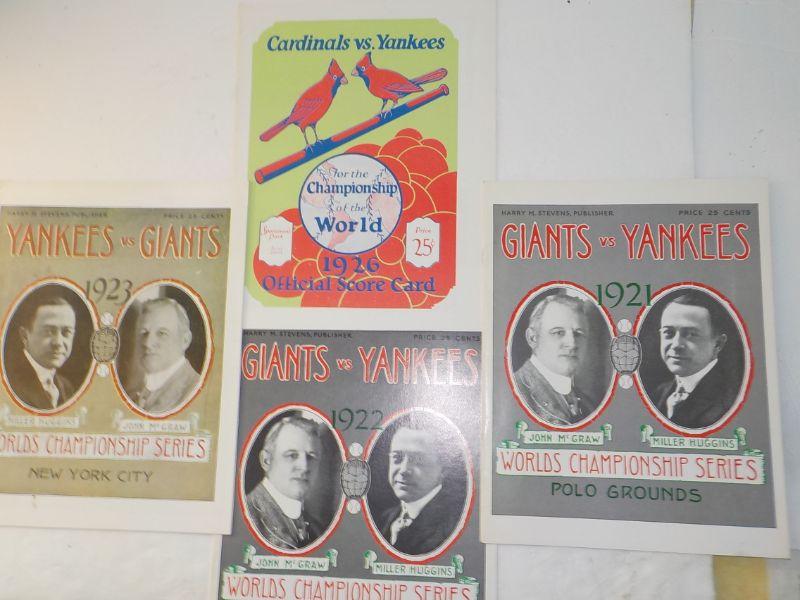 Cardinals vs. Yankees
for the
Championship
of the
World
Sportsman's Park
Price
25¢
1926
Official Score Card
HARRY M. STEVENS, PUBLISHER. PRICE 25 CENTS
YANKEES VS GIANTS
1923
MILLER HUGGINS
JOHN McGRAW
ORLDS CHAMPIONSHIP SERIES
NEW YORK CITY
HARRY M. STEVENS, PUBLISHER. PRICE 25 CENTS
GIANTS VS YANKEES
1922
JOHN McGRAW
MILLER HUGGINS
WORLDS CHAMPIONSHIP SERIES
HARRY M. STEVENS, PUBLISHER. PRICE 25 CENTS
GIANTS VS YANKEES
1921
JOHN McGRAW
MILLER HUGGINS
WORLDS CHAMPIONSHIP SERIES
POLO GROUNDS